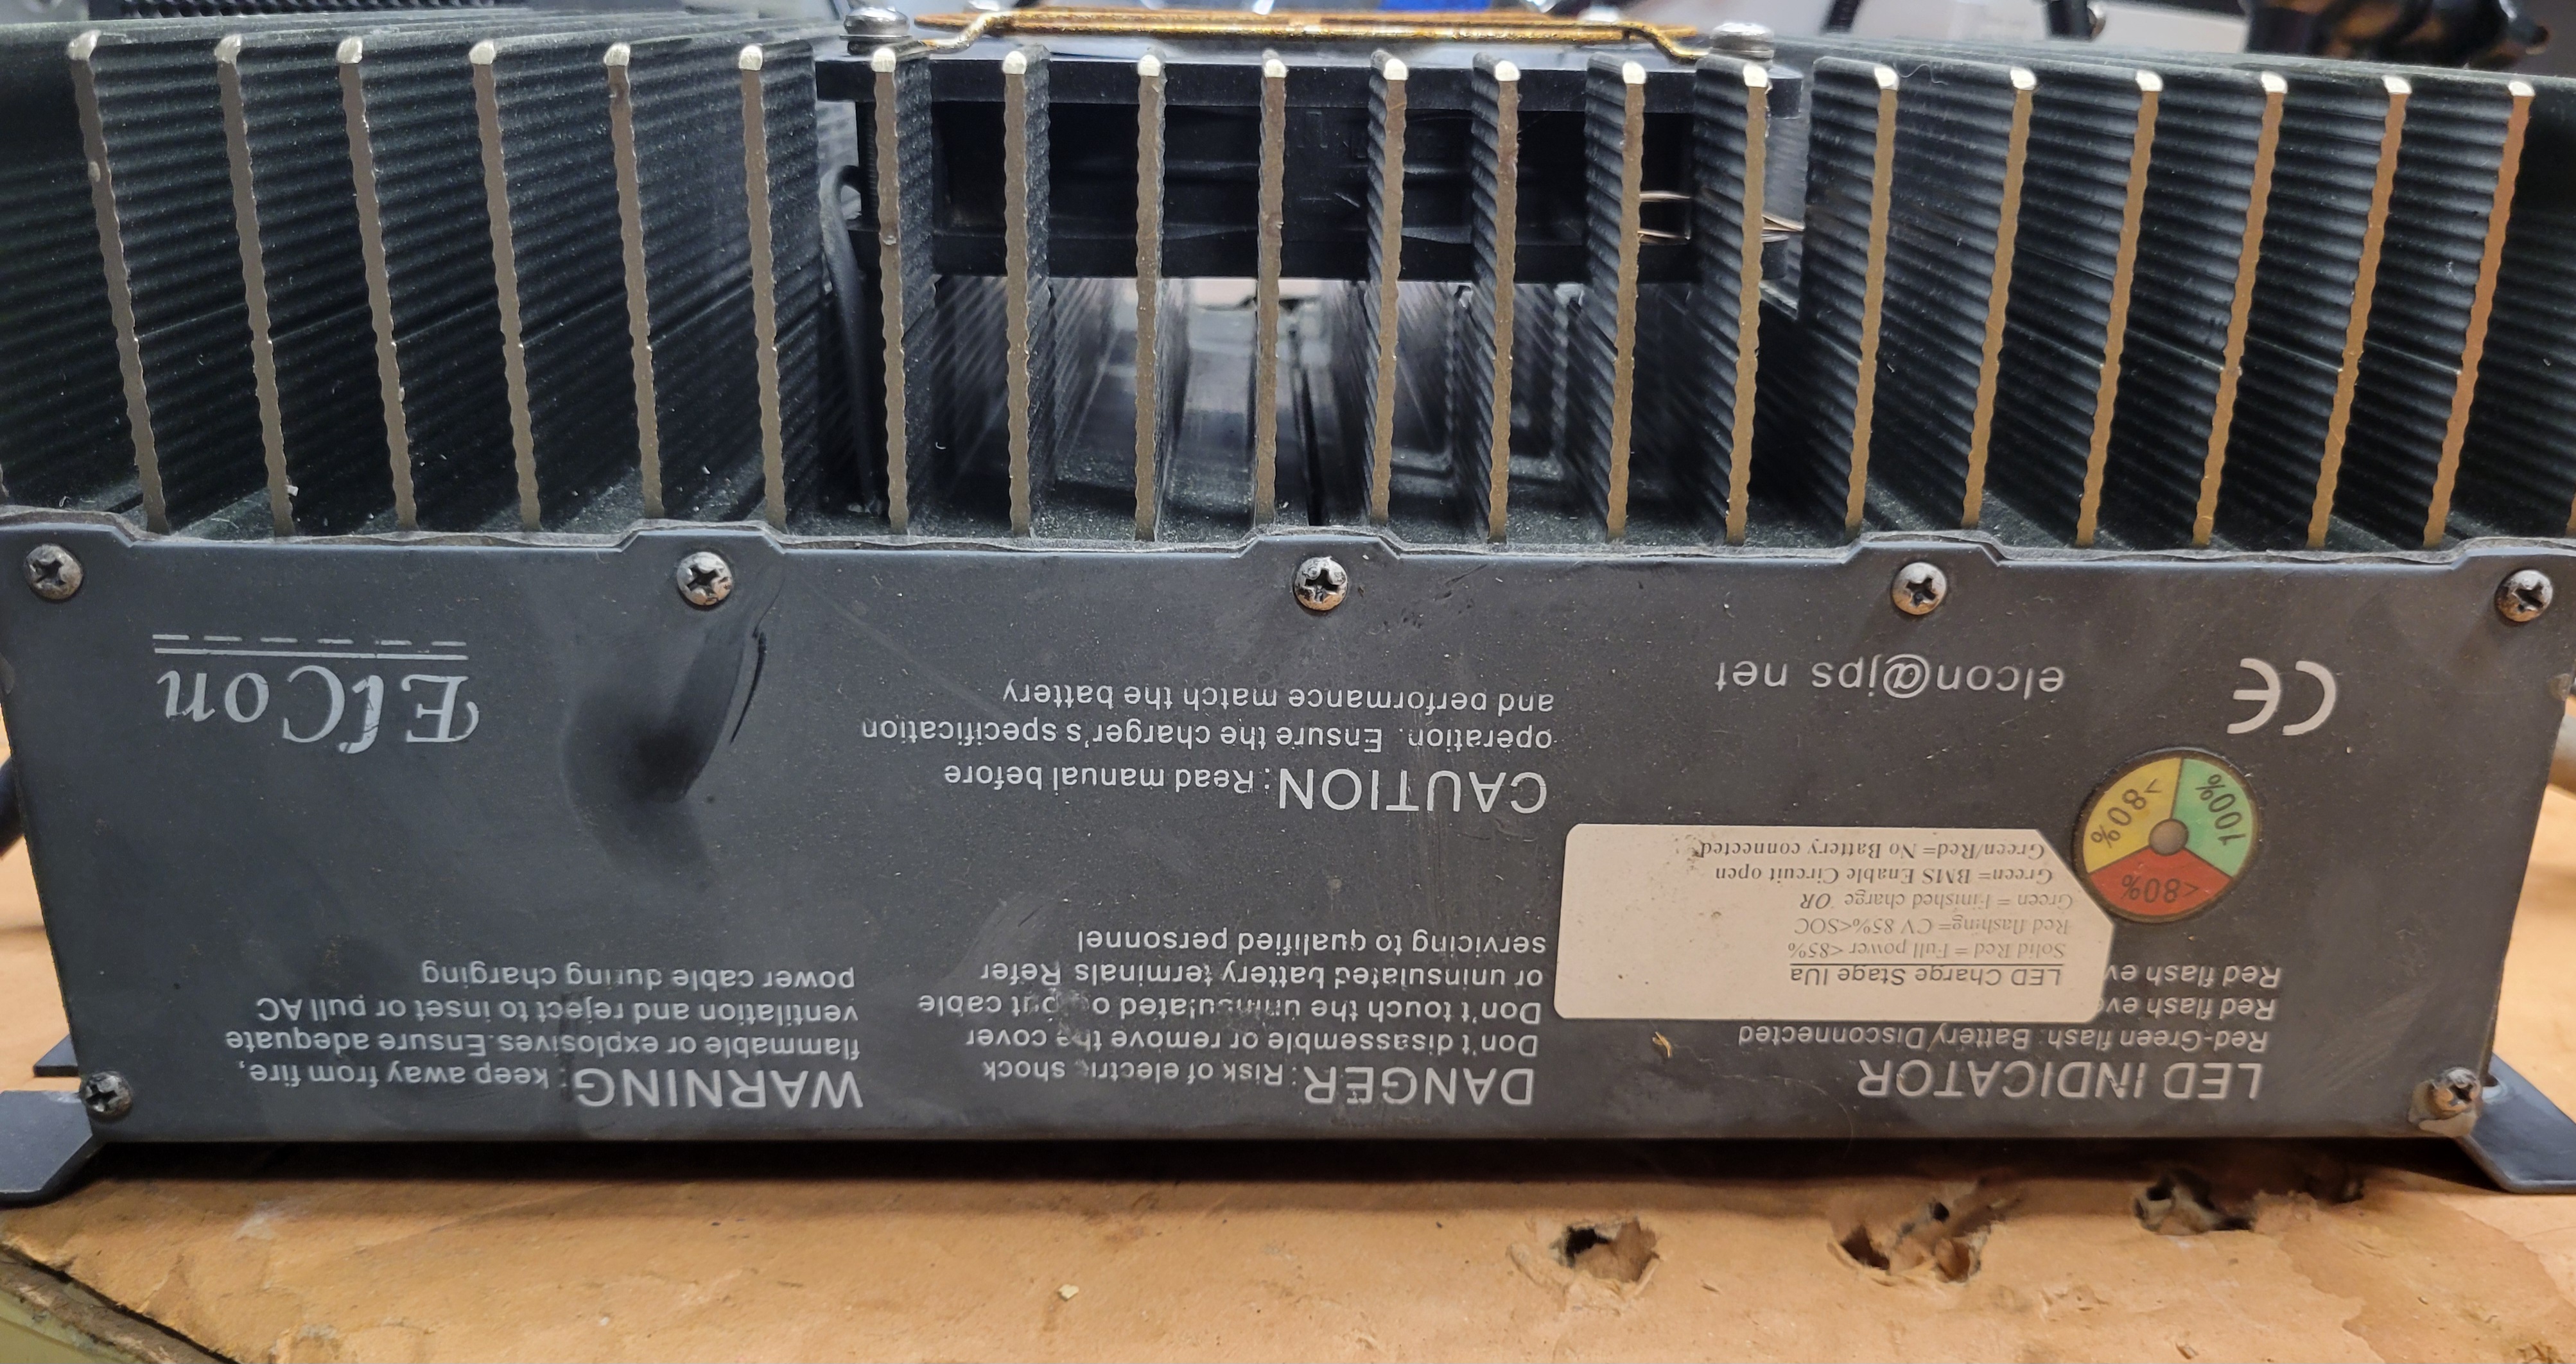 LED INDICATOR
Red-Green flash: Battery Disconnected
Red flash ev
Red flash ev
LED Charge Stage IUa
Solid Red = Full power <85%
Red flashing= CV 85%<SOC
Green = Finished charge OR
Green= BMS Enable Circuit open
Green/Red= No Battery connected
<80%
>80%
100%
CE
elcon@jps net
DANGER: Risk of electric shock
Don't disassemble or remove the cover
Don't touch the uninsulated output cable
or uninsulated battery terminals Refer
servicing to qualified personnel
CAUTION: Read manual before
operation. Ensure the charger's specification
and performance match the battery
WARNING: keep away from fire,
flammable or explosives.Ensure adequate
ventilation and reject to inset or pull AC
power cable during charging
ElCon